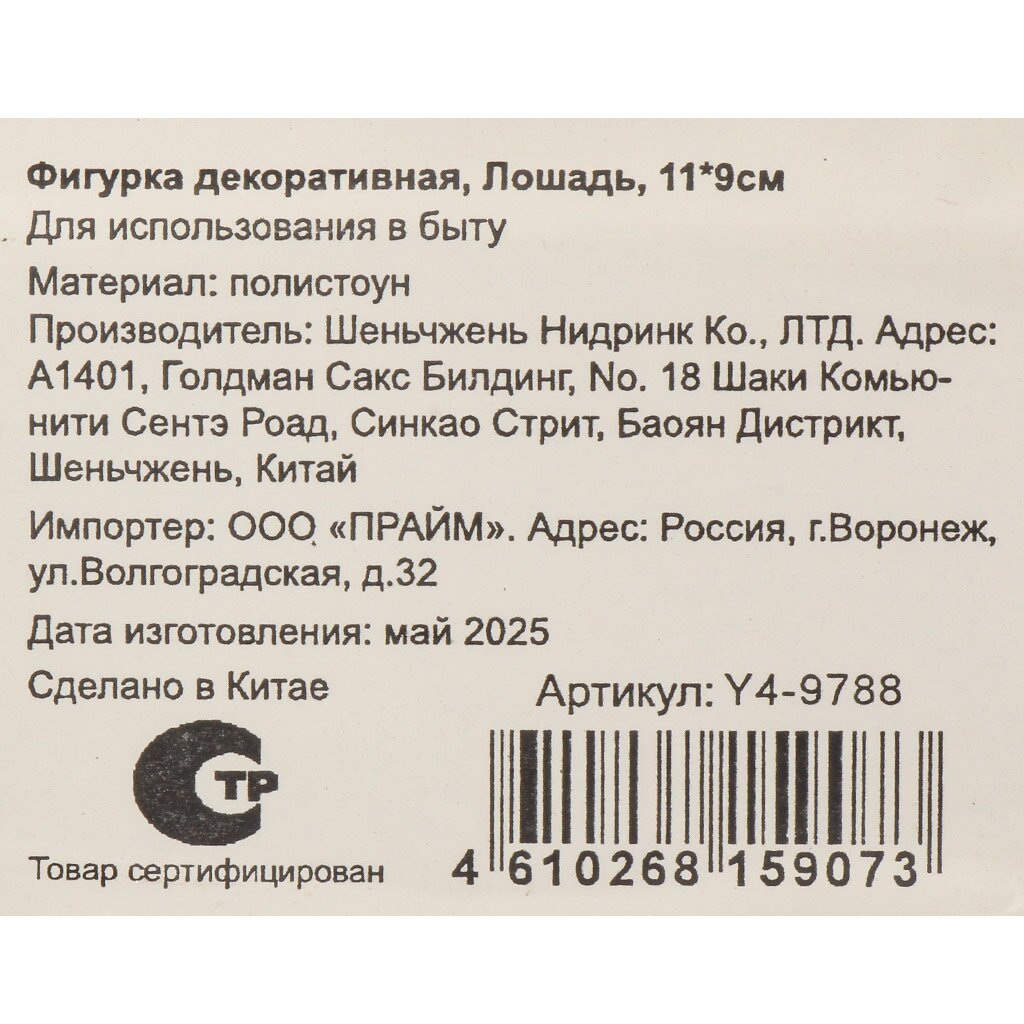 Фигурка декоративная, Лошадь, 11*9см
Для использования в быту
Материал: полистоун
Производитель: Шеньчжень Нидринк Ко., ЛТД. Адрес:
А1401, Голдман Сакс Билдинг, No. 18 Шаки Комью-
нити Сентэ Роад, Синкао Стрит, Баоян Дистрикт,
Шеньчжень, Китай
Импортер: ООО «ПРАЙМ». Адрес: Россия, г.Воронеж,
ул.Волгоградская, д.32
Дата изготовления: май 2025
Сделано в Китае
Артикул: Y4-9788
СТР
Товар сертифицирован
4 610268 159073